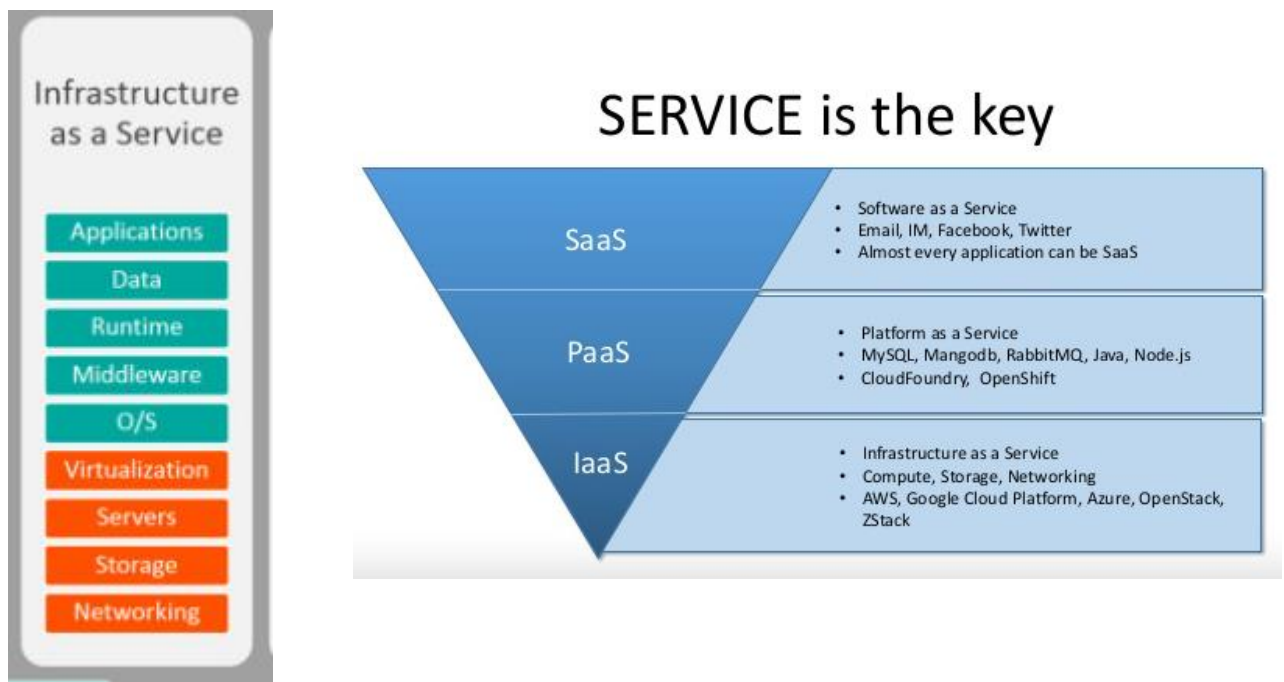 Infrastructure
as a Service
Applications
Data
Runtime
Middleware
O/S
Virtualization
Servers
Storage
Networking
SERVICE is the key
SaaS
• Software as a Service
• Email, IM, Facebook, Twitter
• Almost every application can be SaaS
PaaS
• Platform as a Service
• MySQL, Mangodb, RabbitMQ, Java, Node.js
• CloudFoundry, OpenShift
IaaS
• Infrastructure as a Service
• Compute, Storage, Networking
• AWS, Google Cloud Platform, Azure, OpenStack,
ZStack